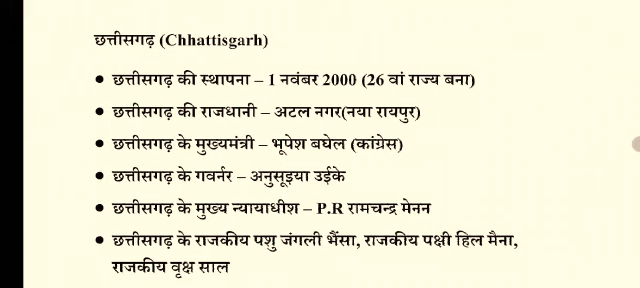 छत्तीसगढ़ (Chhattisgarh)
● छत्तीसगढ़ की स्थापना – 1 नवंबर 2000 (26 वां राज्य बना)
● छत्तीसगढ़ की राजधानी – अटल नगर(नया रायपुर)
● छत्तीसगढ़ के मुख्यमंत्री – भूपेश बघेल (कांग्रेस)
● छत्तीसगढ़ के गवर्नर – अनुसूइया उईके
● छत्तीसगढ़ के मुख्य न्यायाधीश – P.R रामचन्द्र मेनन
● छत्तीसगढ़ के राजकीय पशु जंगली भैंसा, राजकीय पक्षी हिल मैना,
राजकीय वृक्ष साल